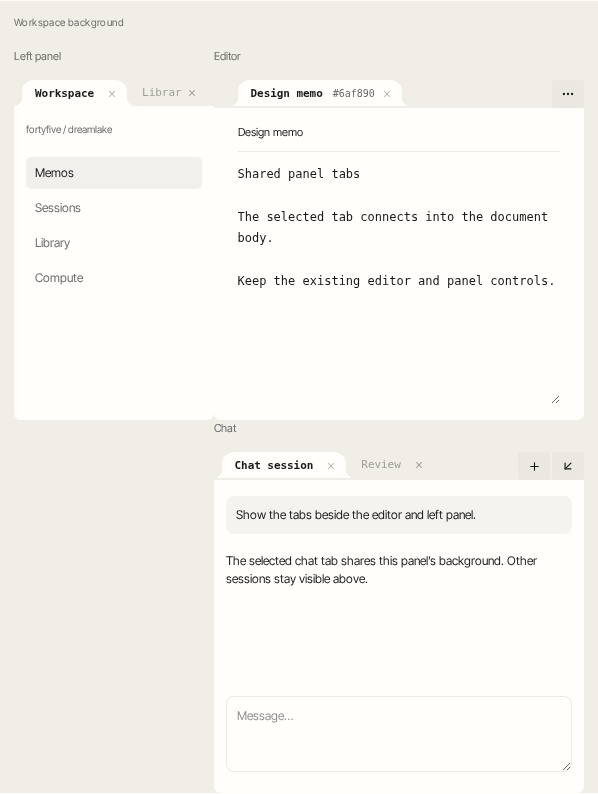 Workspace background
Left panel
Editor
Workspace ×
Librar ×
Design memo #6af890 ×
fortyfive / dreamlake
Memos
Sessions
Library
Compute
Design memo
Shared panel tabs
The selected tab connects into the document
body.
Keep the existing editor and panel controls.
Chat
Chat session ×
Review ×
Show the tabs beside the editor and left panel.
The selected chat tab shares this panel's background. Other
sessions stay visible above.
Message...